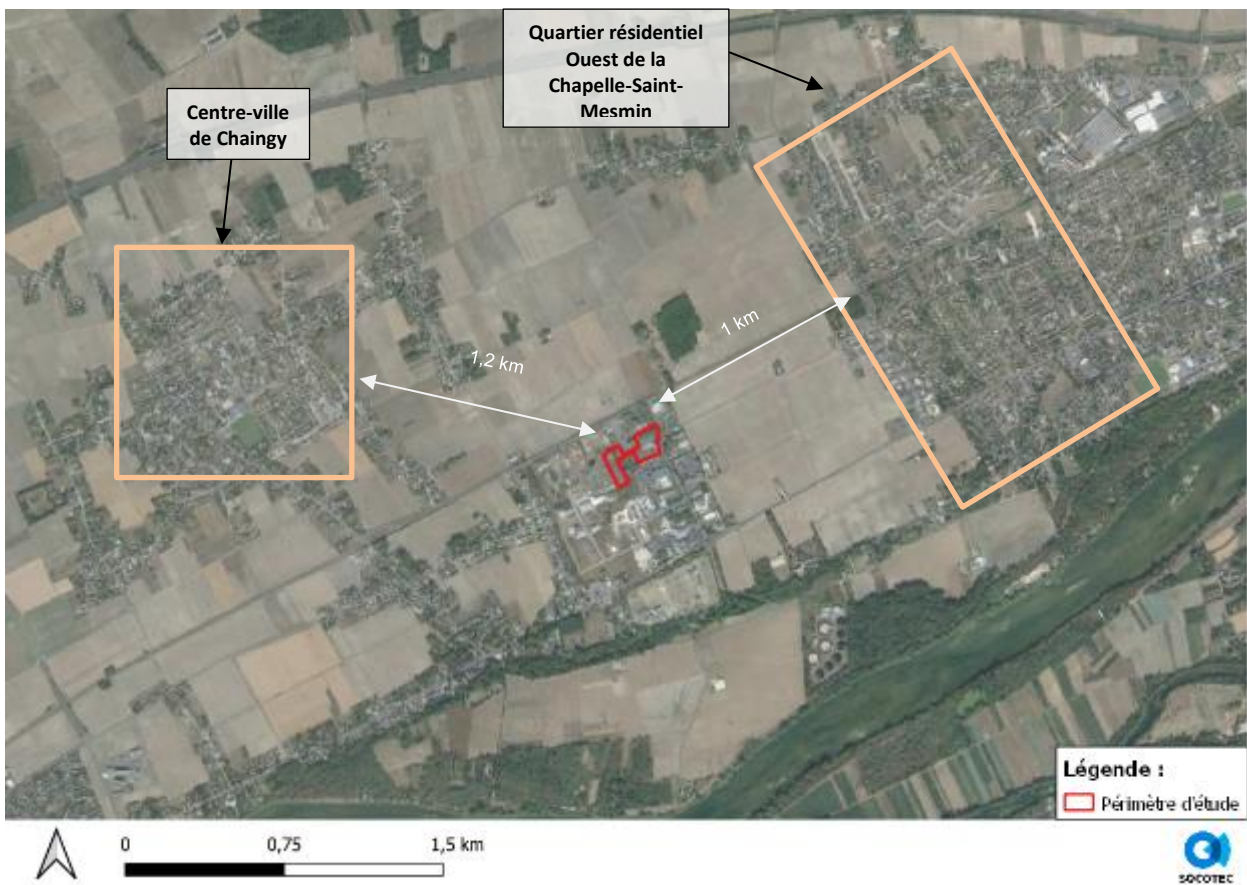 Quartier résidentiel
Ouest de la
Chapelle-Saint-
Mesmin
Centre-ville
de Chaingy
1 km
1,2 km
Légende :
Périmètre d'étude
0 0,75 1,5 km
SOCOTEC